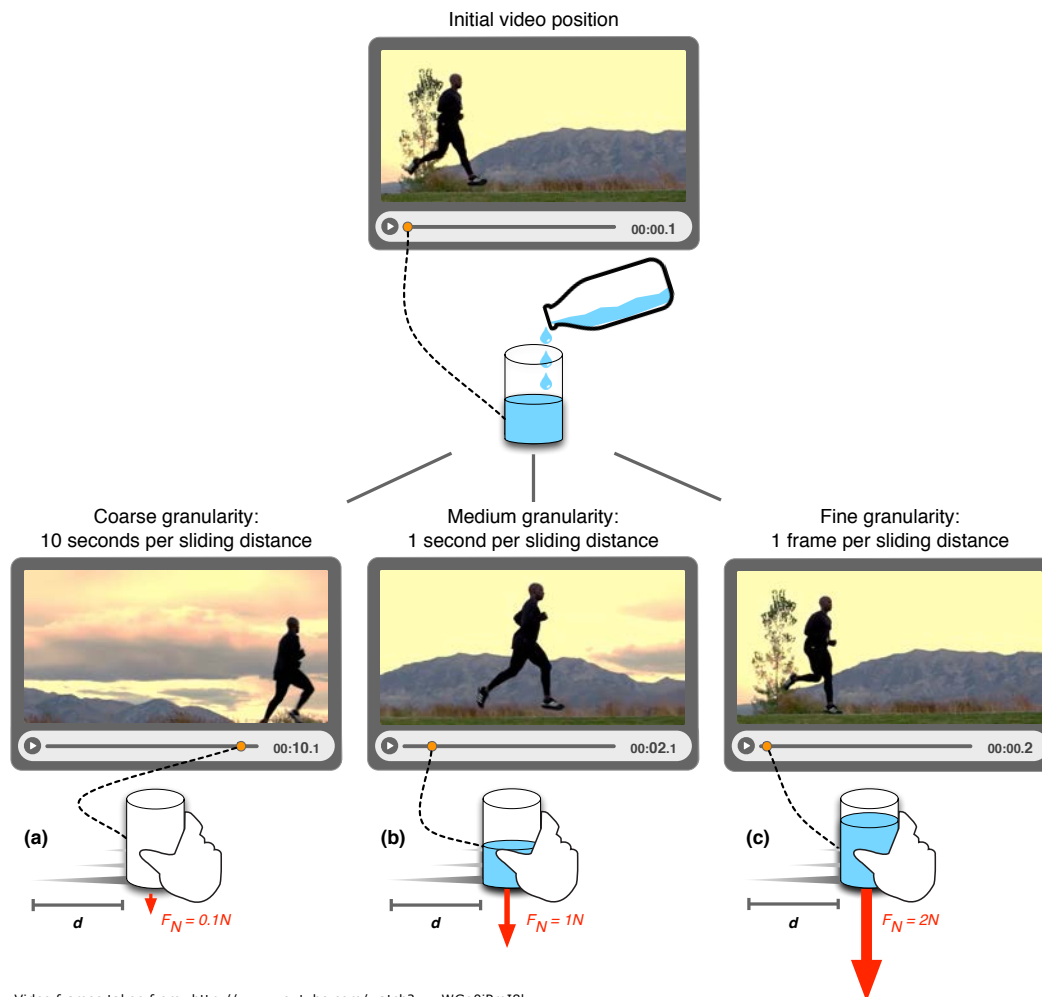 Initial video position
00:00.1
Coarse granularity:
10 seconds per sliding distance
Medium granularity:
1 second per sliding distance
Fine granularity:
1 frame per sliding distance
00:10.1
00:02.1
00:00.2
(a)
(b)
(c)
d
F_N = 0.1N
d
F_N = 1N
d
F_N = 2N